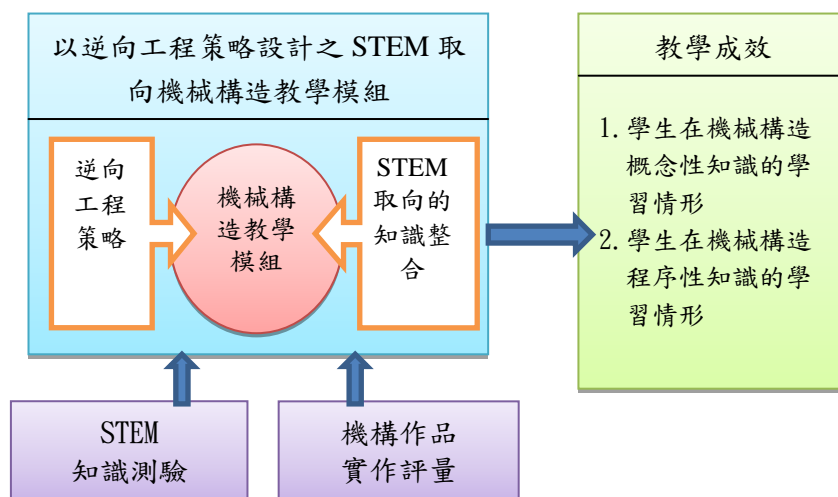 以逆向工程策略設計之 STEM 取
向機械構造教學模組
逆向
工程
策略
機械構
造教學
模組
STEM
取向的
知識整
合
教學成效
1. 學生在機械構造
概念性知識的學
習情形
2. 學生在機械構造
程序性知識的學
習情形
STEM
知識測驗
機構作品
實作評量